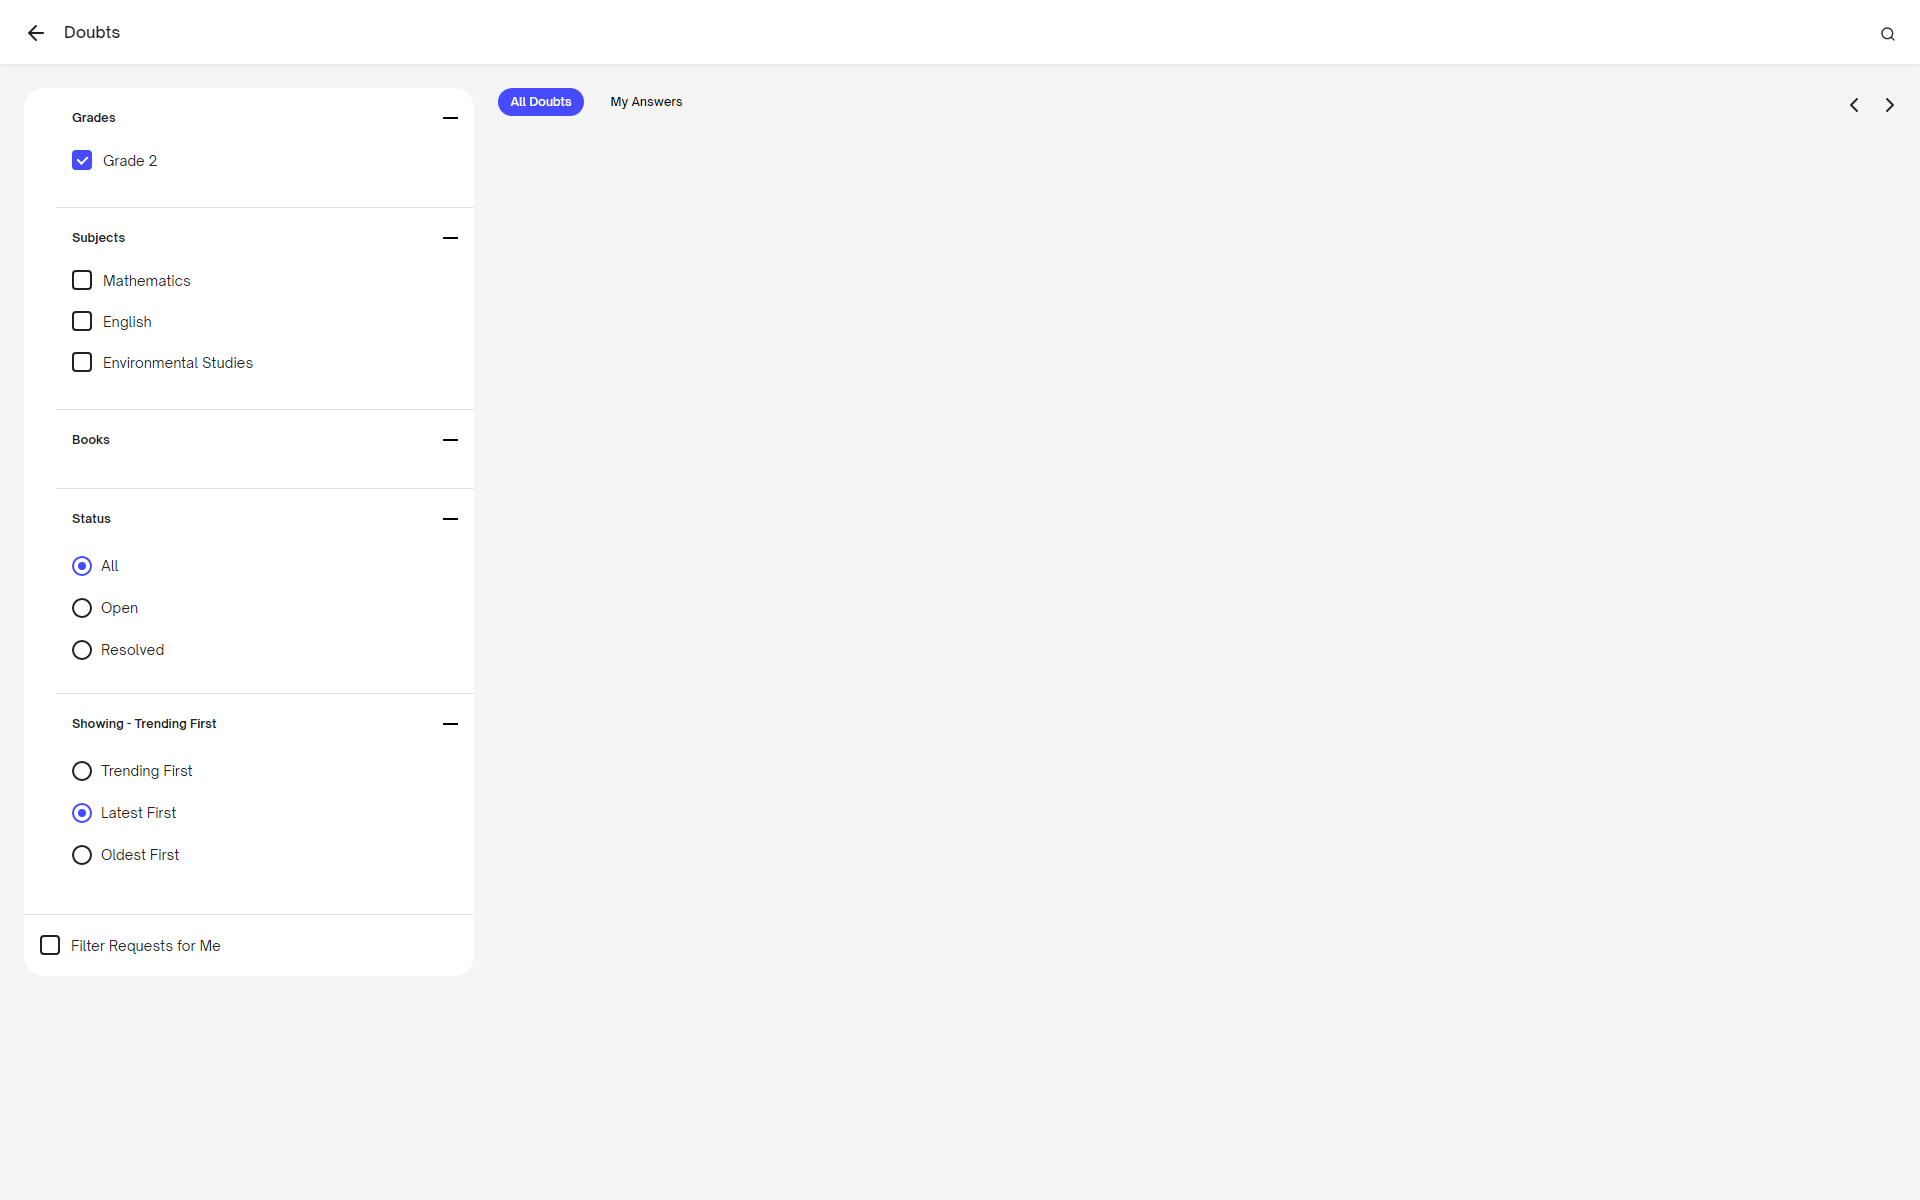 Doubts
Grades
Grade 2
Subjects
Mathematics
English
Environmental Studies
Books
Status
All
Open
Resolved
Showing - Trending First
Trending First
Latest First
Oldest First
Filter Requests for Me
All Doubts
My Answers